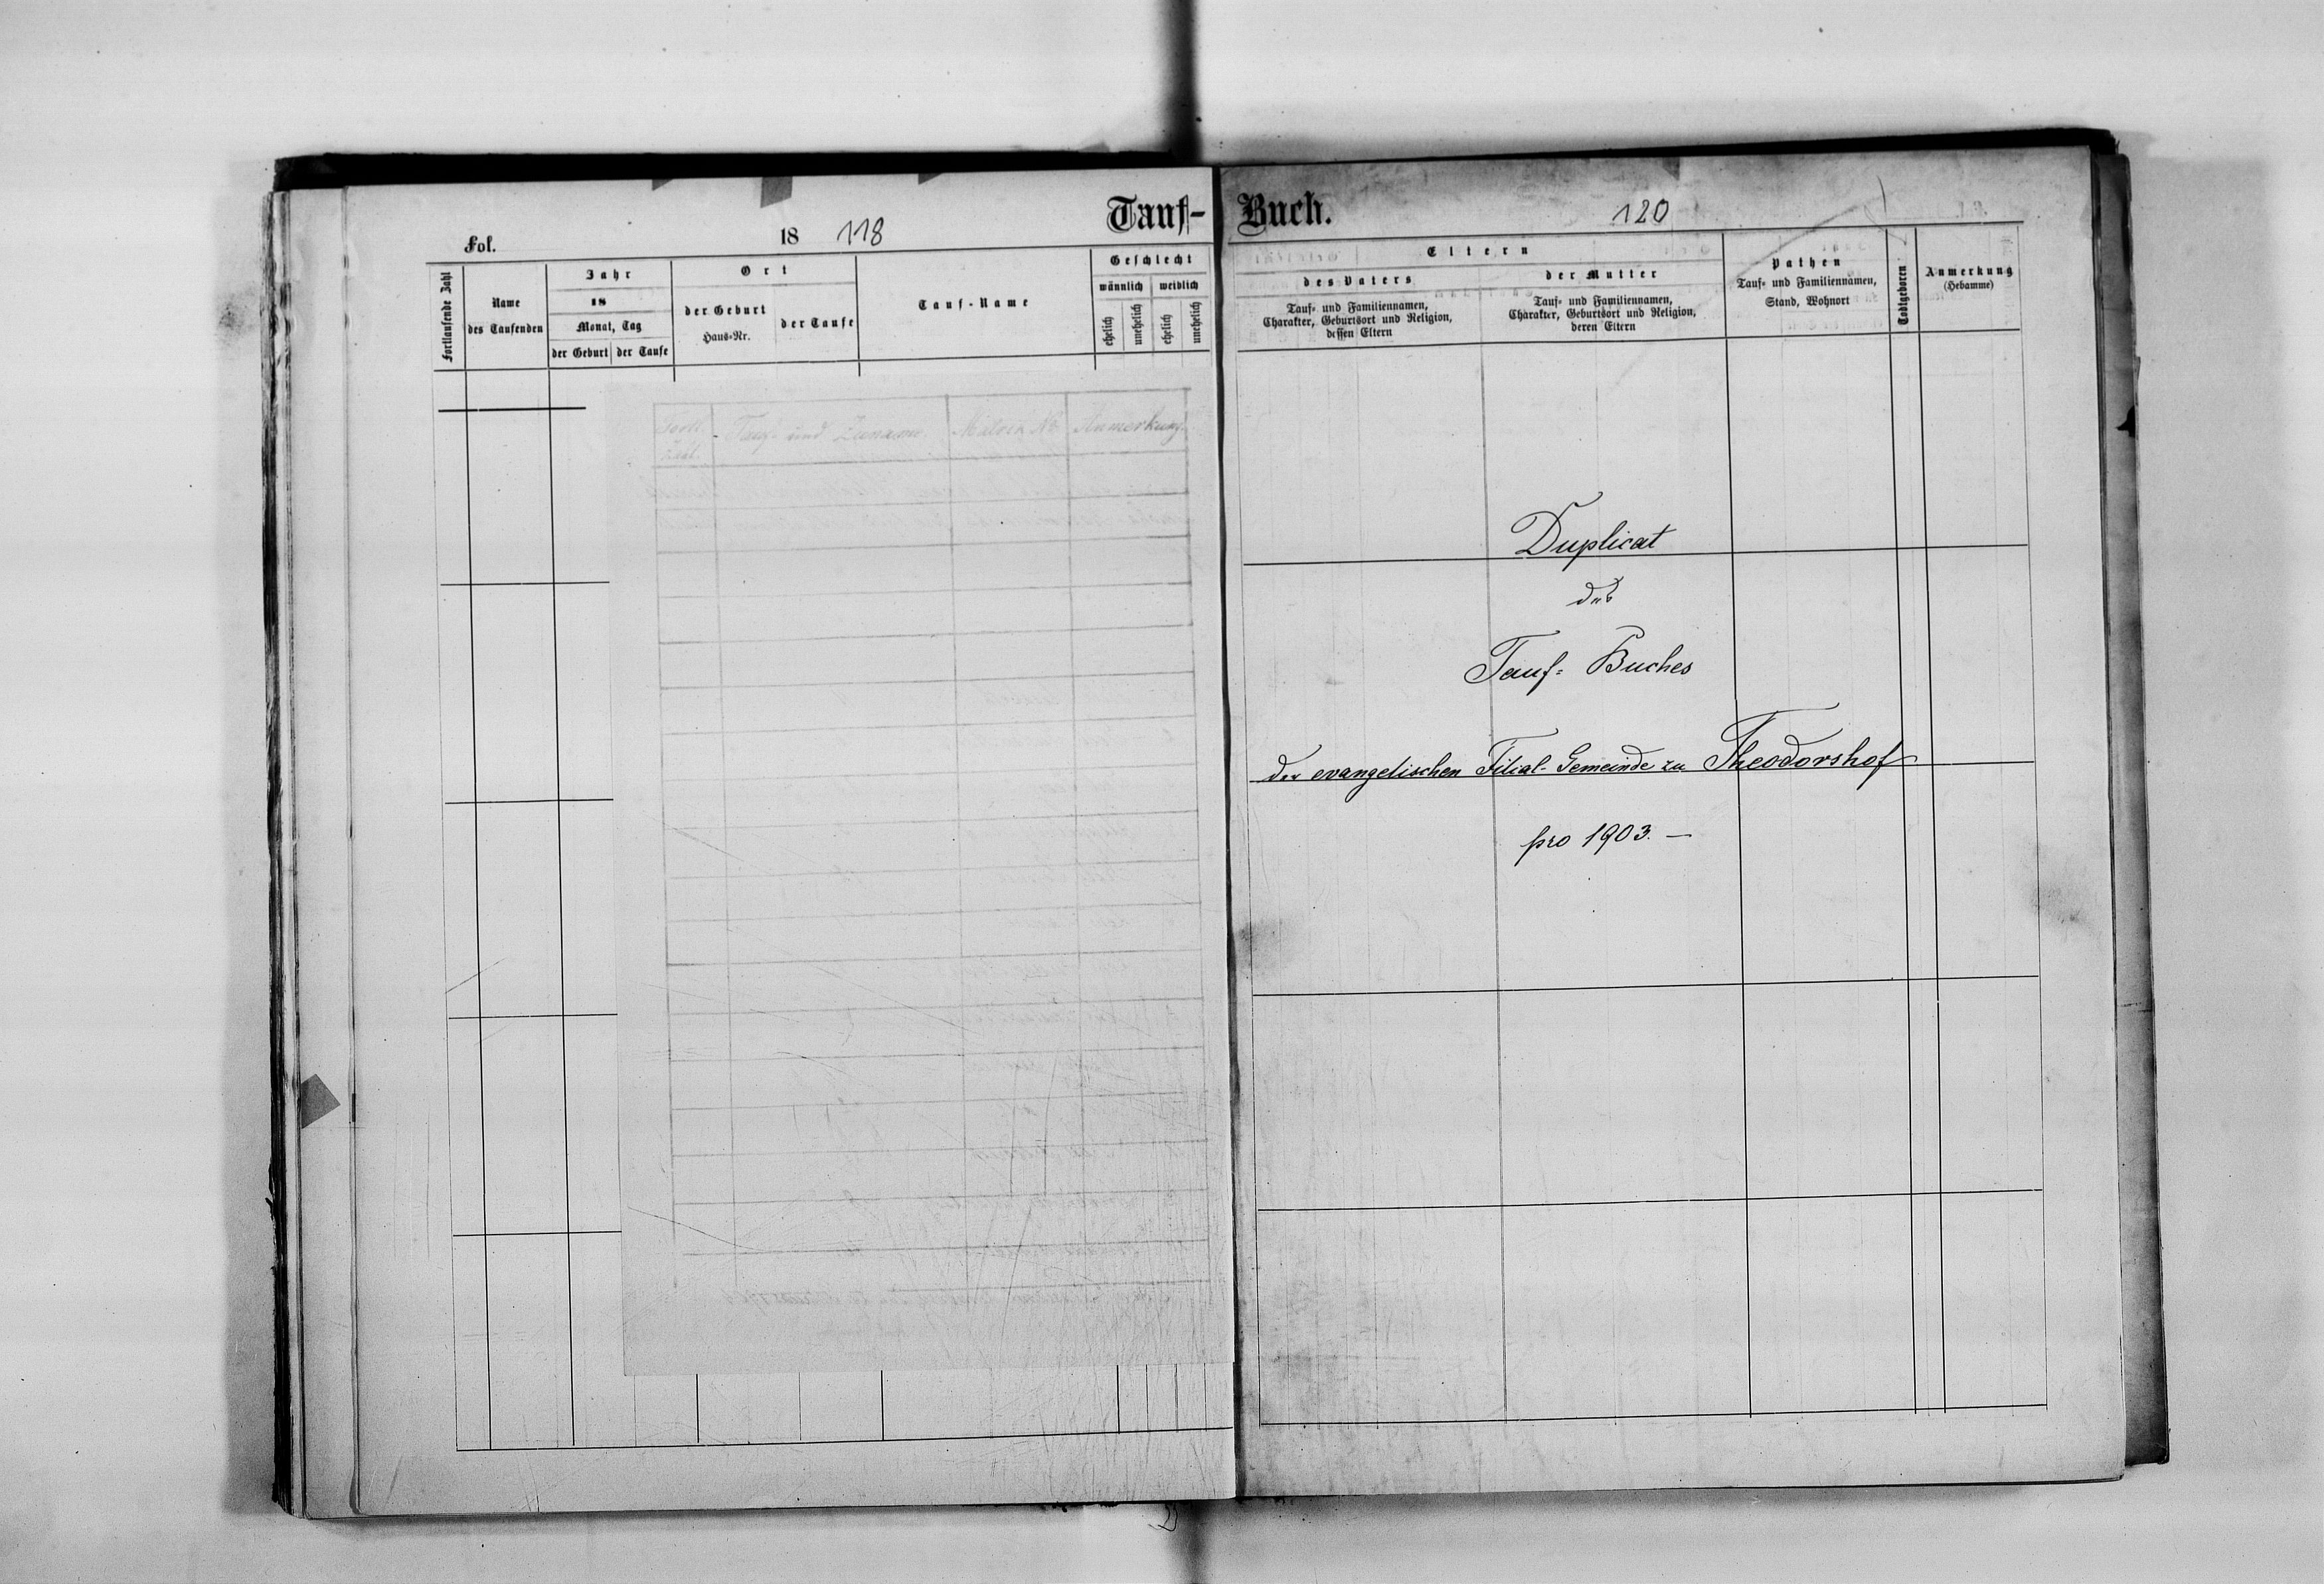 Tauf-Buch.
Fol. 18 118
120
Fortlaufende Zahl
Name
des Taufenden
Jahr
18
Monat, Tag
der Geburt der Taufe
Ort
der Geburt
Haus-Nr.
der Taufe
Tauf-Name
Geschlecht
männlich weiblich
ehelich unehelich ehelich unehelich
Eltern
des Vaters
Tauf- und Familiennamen,
Charakter, Geburtsort und Religion,
dessen Eltern
der Mutter
Tauf- und Familiennamen,
Charakter, Geburtsort und Religion,
deren Eltern
Pathen
Tauf- und Familiennamen,
Stand, Wohnort
Todtgeboren
Anmerkung
(Hebamme)
Tauf- und Zuname Matrik № Anmerkung
Duplicat
des
Tauf- Buches
der evangelischen Filial-Gemeinde zu Theodorshof
pro 1903. —